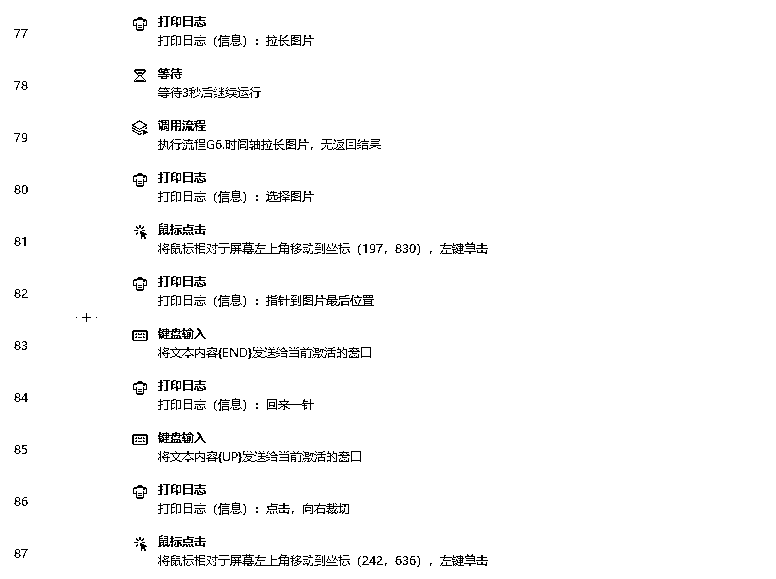 77
打印日志
打印日志（信息）：拉长图片
78
等待
等待3秒后继续运行
79
调用流程
执行流程G6.时间轴拉长图片，无返回结果
80
打印日志
打印日志（信息）：选择图片
81
鼠标点击
将鼠标相对于屏幕左上角移动到坐标（197，830），左键单击
82
打印日志
打印日志（信息）：指针到图片最后位置
83
键盘输入
将文本内容{END}发送给当前激活的窗口
84
打印日志
打印日志（信息）：回来一针
85
键盘输入
将文本内容{UP}发送给当前激活的窗口
86
打印日志
打印日志（信息）：点击，向右裁切
87
鼠标点击
将鼠标相对于屏幕左上角移动到坐标（242，636），左键单击